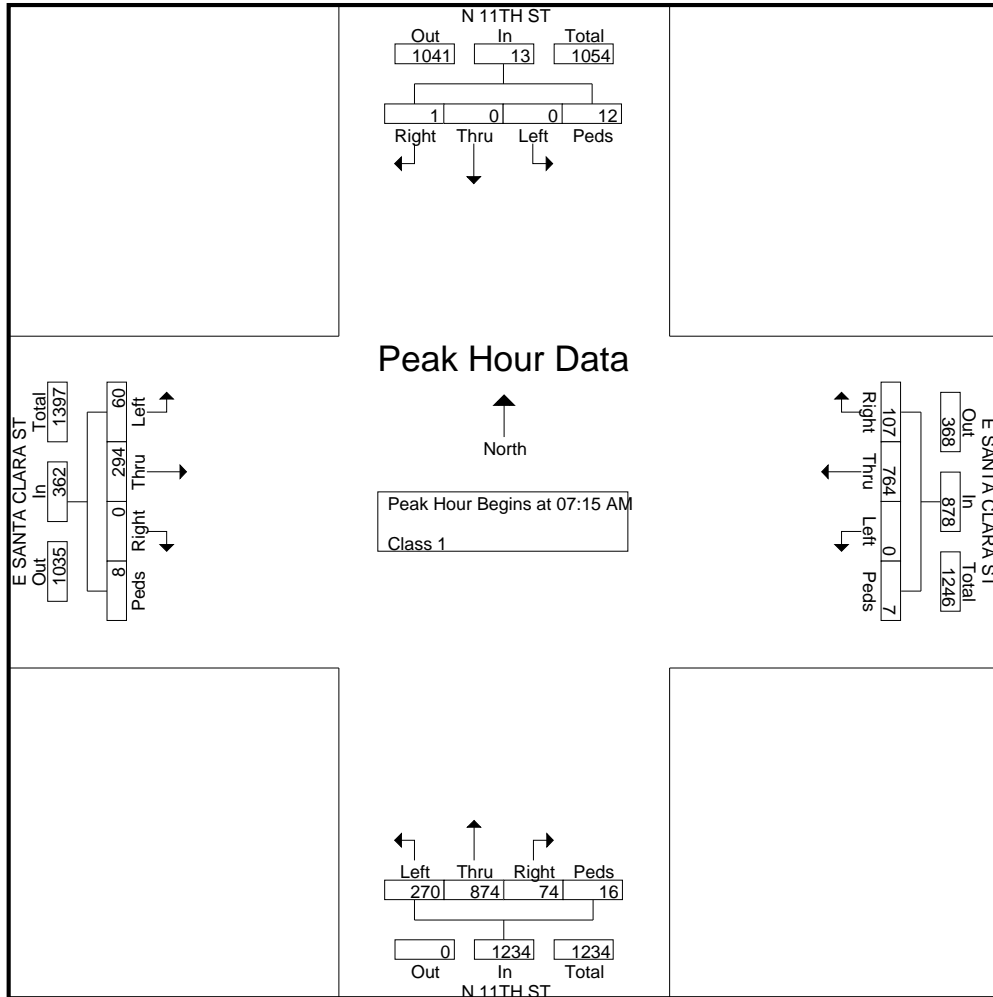 N 11TH ST
Out In Total
1041 13 1054
1 0 0 12
Right Thru Left Peds
Peak Hour Data
North
Peak Hour Begins at 07:15 AM
Class 1
E SANTA CLARA ST
Total In Out
1397 362 1035
60 294 0 8
Left Thru Right Peds
E SANTA CLARA ST
Out In Total
368 878 1246
107 764 0 7
Right Thru Left Peds
Left Thru Right Peds
270 874 74 16
0 1234 1234
Out In Total
N 11TH ST